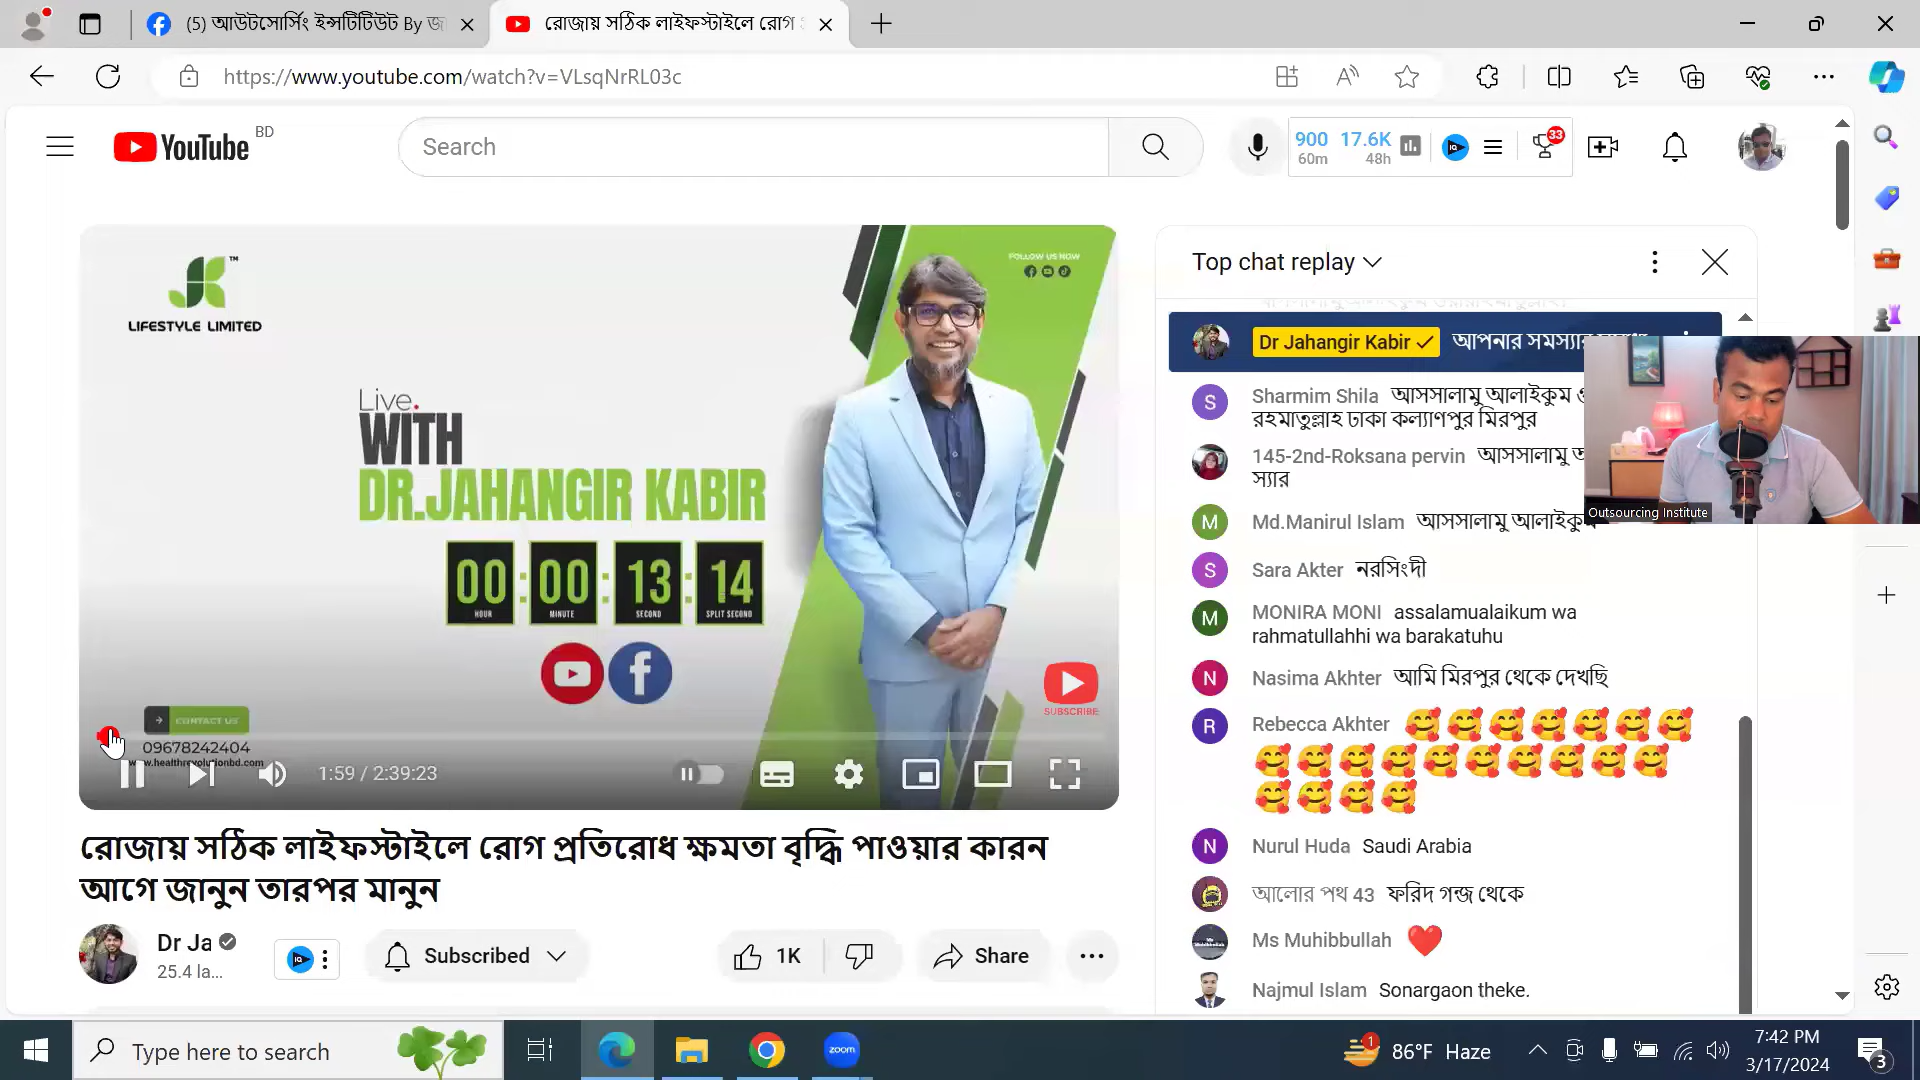 (5) আউটসোর্সিং ইন্সটিটিউট By জ
রোজায় সঠিক লাইফস্টাইলে রোগ
https://www.youtube.com/watch?v=VLsqNrRL03c
YouTube BD
Search
900 17.6K
60m 48h
33
LIFESTYLE LIMITED
TM
FOLLOW US NOW
Live.
WITH
DR.JAHANGIR KABIR
00:00:13:14
HOUR MINUTE SECOND SPLIT SECOND
SUBSCRIBE
CONTACT US
09678242404
www.healthrevolutionbd.com
1:59 / 2:39:23
রোজায় সঠিক লাইফস্টাইলে রোগ প্রতিরোধ ক্ষমতা বৃদ্ধি পাওয়ার কারন
আগে জানুন তারপর মানুন
Dr Ja
25.4 la...
Subscribed
1K
Share
Top chat replay
Dr Jahangir Kabir আপনার
Sharmim Shila আসসালামু আলাইকুম
রহমাতুল্লাহ ঢাকা কল্যাণপুর মিরপুর
145-2nd-Roksana pervin আসসালামু
স্যার
Md.Manirul Islam আসসালামু আলাইকুম
Sara Akter নরসিংদী
MONIRA MONI assalamualaikum wa
rahmatullahhi wa barakatuhu
Nasima Akhter আমি মিরপুর থেকে দেখছি
Rebecca Akhter 🥰🥰🥰🥰🥰🥰🥰
🥰🥰🥰🥰🥰🥰🥰🥰🥰🥰
🥰🥰🥰🥰
Nurul Huda Saudi Arabia
আলোর পথ 43 ফরিদ গন্জ থেকে
Ms Muhibbullah ❤️
Najmul Islam Sonargaon theke.
Outsourcing Institute
Type here to search
zoom
1
86°F Haze
7:42 PM
3/17/2024
3